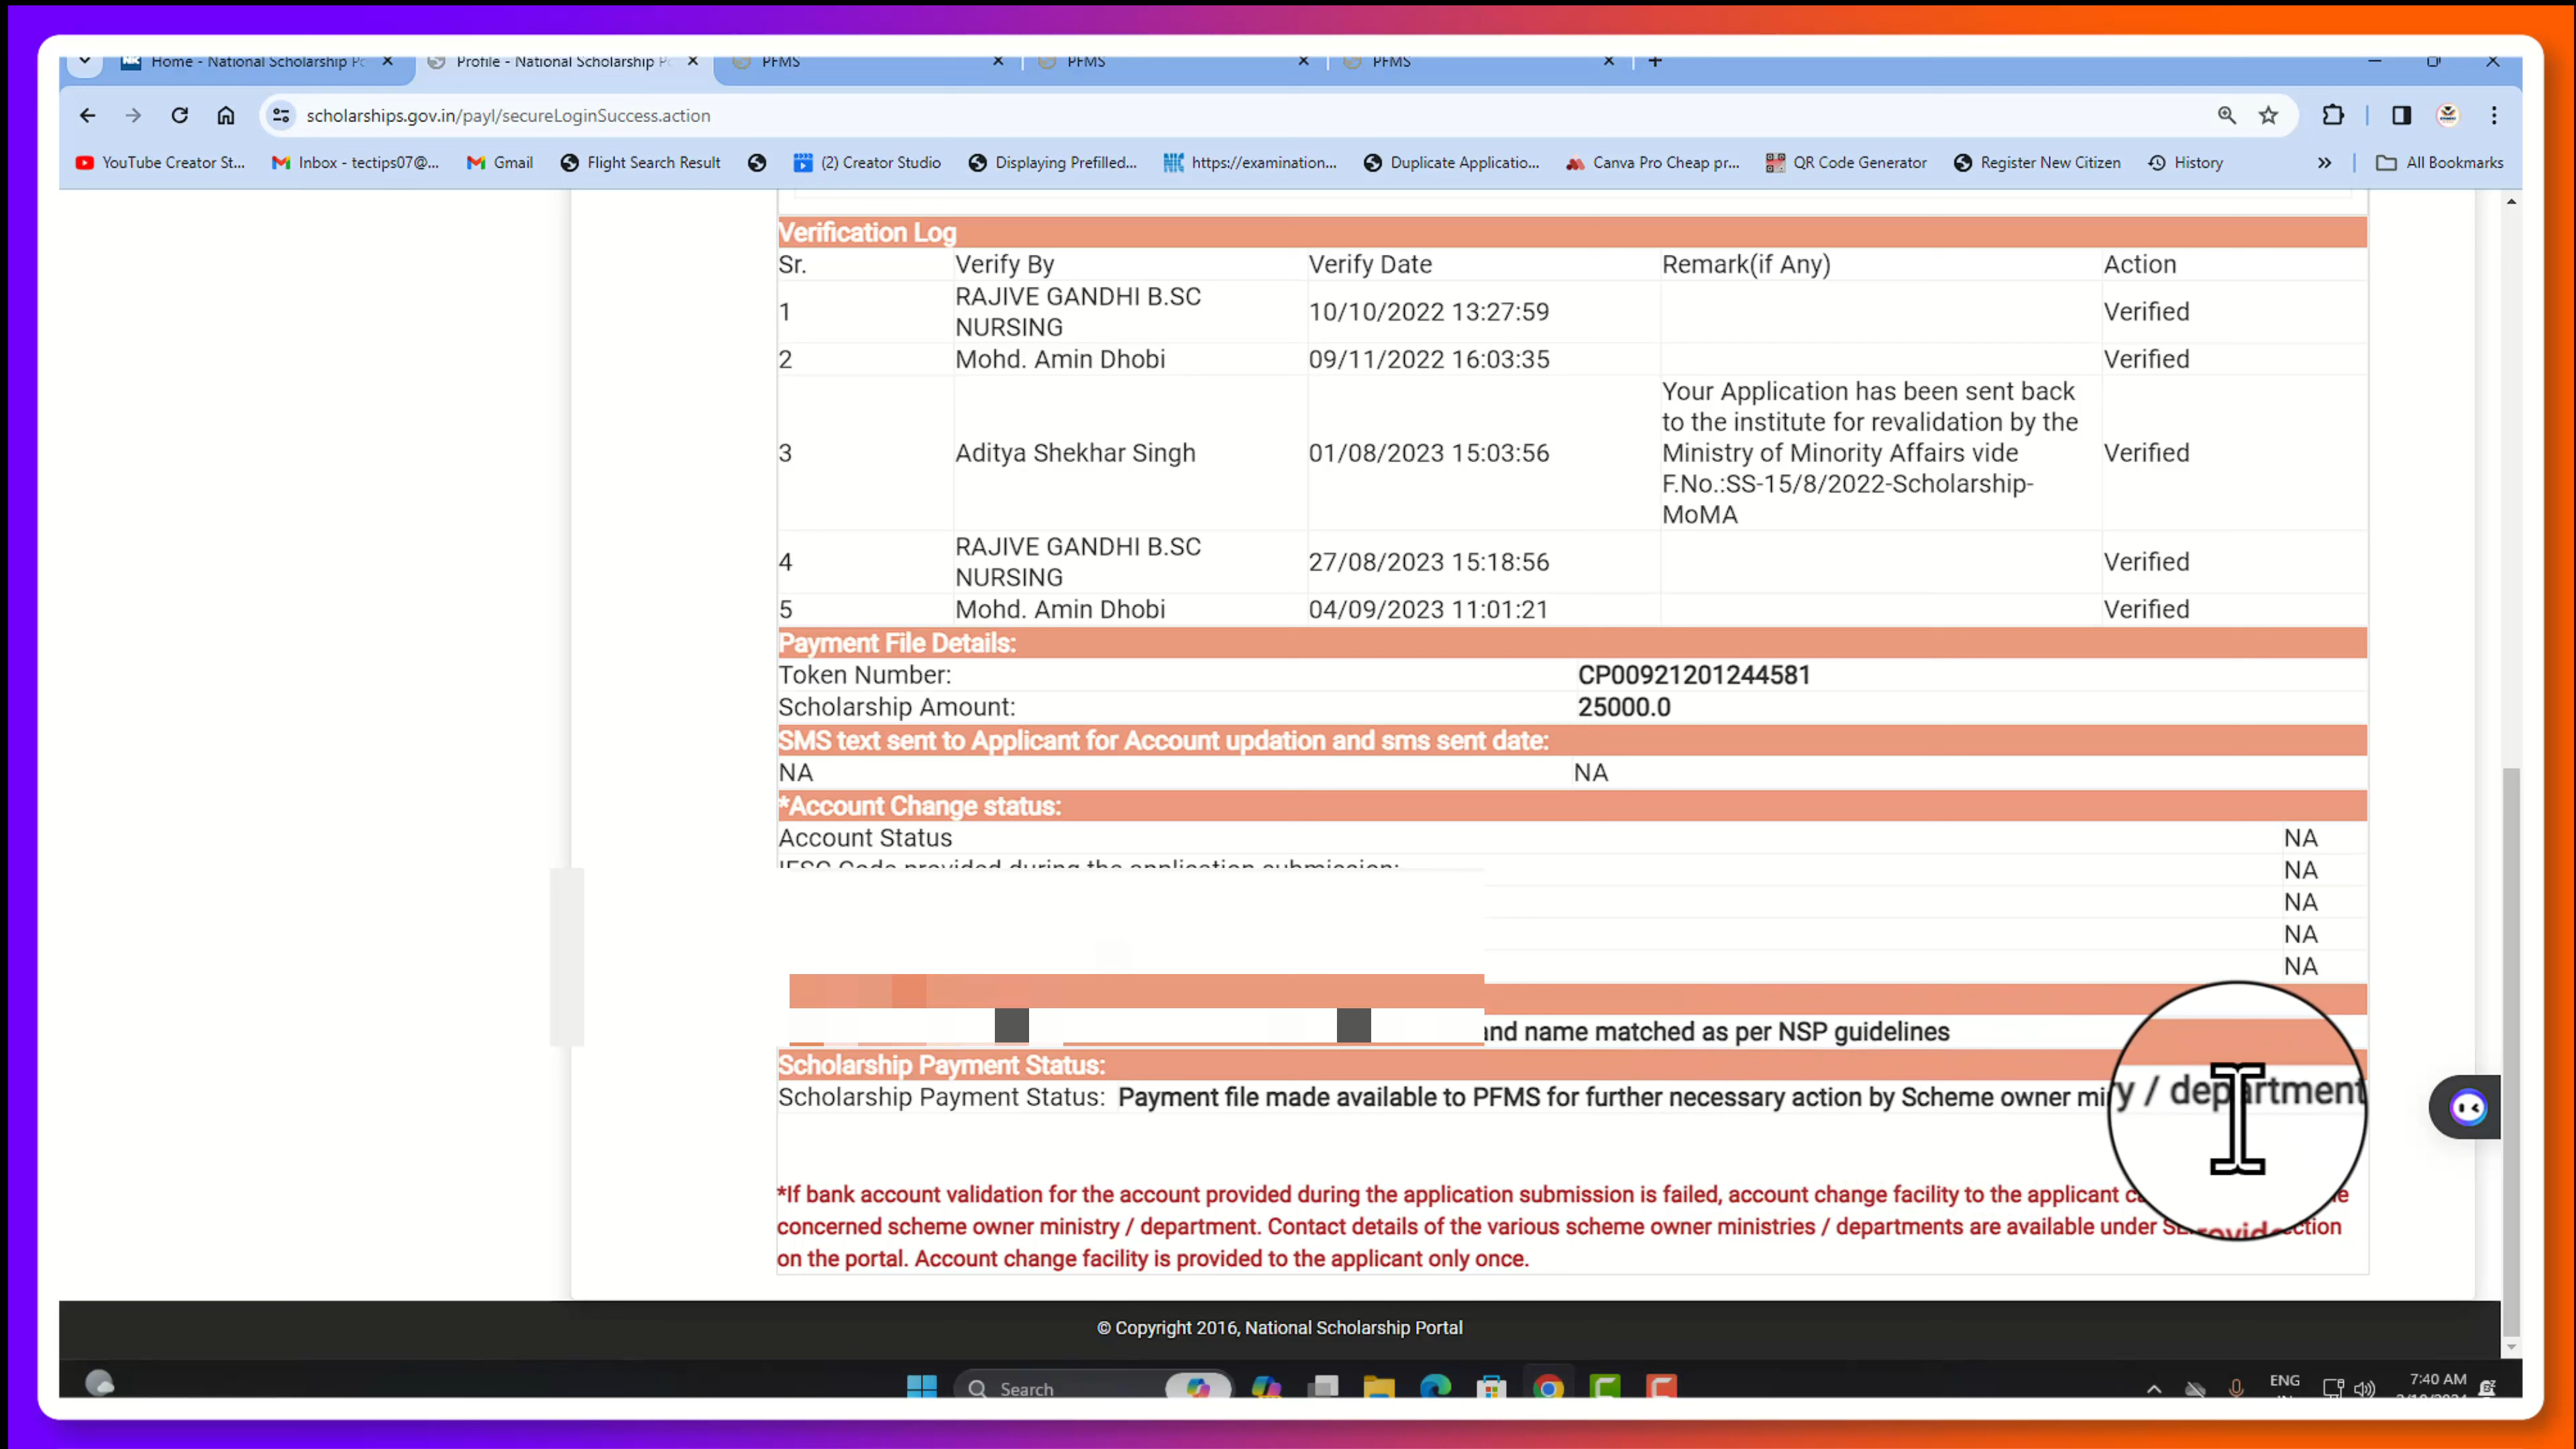 Home - National Scholarship Po
Profile - National Scholarship P
PFMS
PFMS
PFMS
scholarships.gov.in/payl/secureLoginSuccess.action
YouTube Creator St...
Inbox - tectips07@...
Gmail
Flight Search Result
(2) Creator Studio
Displaying Prefilled...
https://examination...
Duplicate Applicatio...
Canva Pro Cheap pr...
QR Code Generator
Register New Citizen
History
All Bookmarks
Verification Log
Sr. Verify By Verify Date Remark(if Any) Action
1 RAJIVE GANDHI B.SC NURSING 10/10/2022 13:27:59 Verified
2 Mohd. Amin Dhobi 09/11/2022 16:03:35 Verified
3 Aditya Shekhar Singh 01/08/2023 15:03:56 Your Application has been sent back to the institute for revalidation by the Ministry of Minority Affairs vide F.No.:SS-15/8/2022-Scholarship-MoMA Verified
4 RAJIVE GANDHI B.SC NURSING 27/08/2023 15:18:56 Verified
5 Mohd. Amin Dhobi 04/09/2023 11:01:21 Verified
Payment File Details:
Token Number: CP00921201244581
Scholarship Amount: 25000.0
SMS text sent to Applicant for Account updation and sms sent date:
NA NA
*Account Change status:
Account Status NA
IFSC Code provided during the application submission: NA
NA
NA
NA
and name matched as per NSP guidelines
Scholarship Payment Status:
Scholarship Payment Status: Payment file made available to PFMS for further necessary action by Scheme owner mi ry / department
*If bank account validation for the account provided during the application submission is failed, account change facility to the applicant c
concerned scheme owner ministry / department. Contact details of the various scheme owner ministries / departments are available under ction
on the portal. Account change facility is provided to the applicant only once.
© Copyright 2016, National Scholarship Portal
Search
ENG
7:40 AM